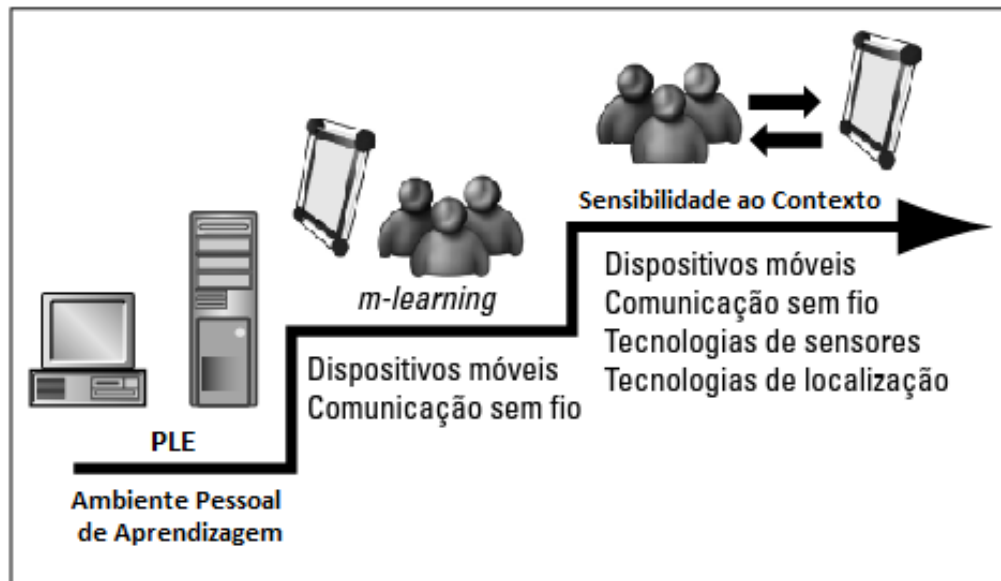 PLE
Ambiente Pessoal
de Aprendizagem
m-learning
Dispositivos móveis
Comunicação sem fio
Sensibilidade ao Contexto
Dispositivos móveis
Comunicação sem fio
Tecnologias de sensores
Tecnologias de localização